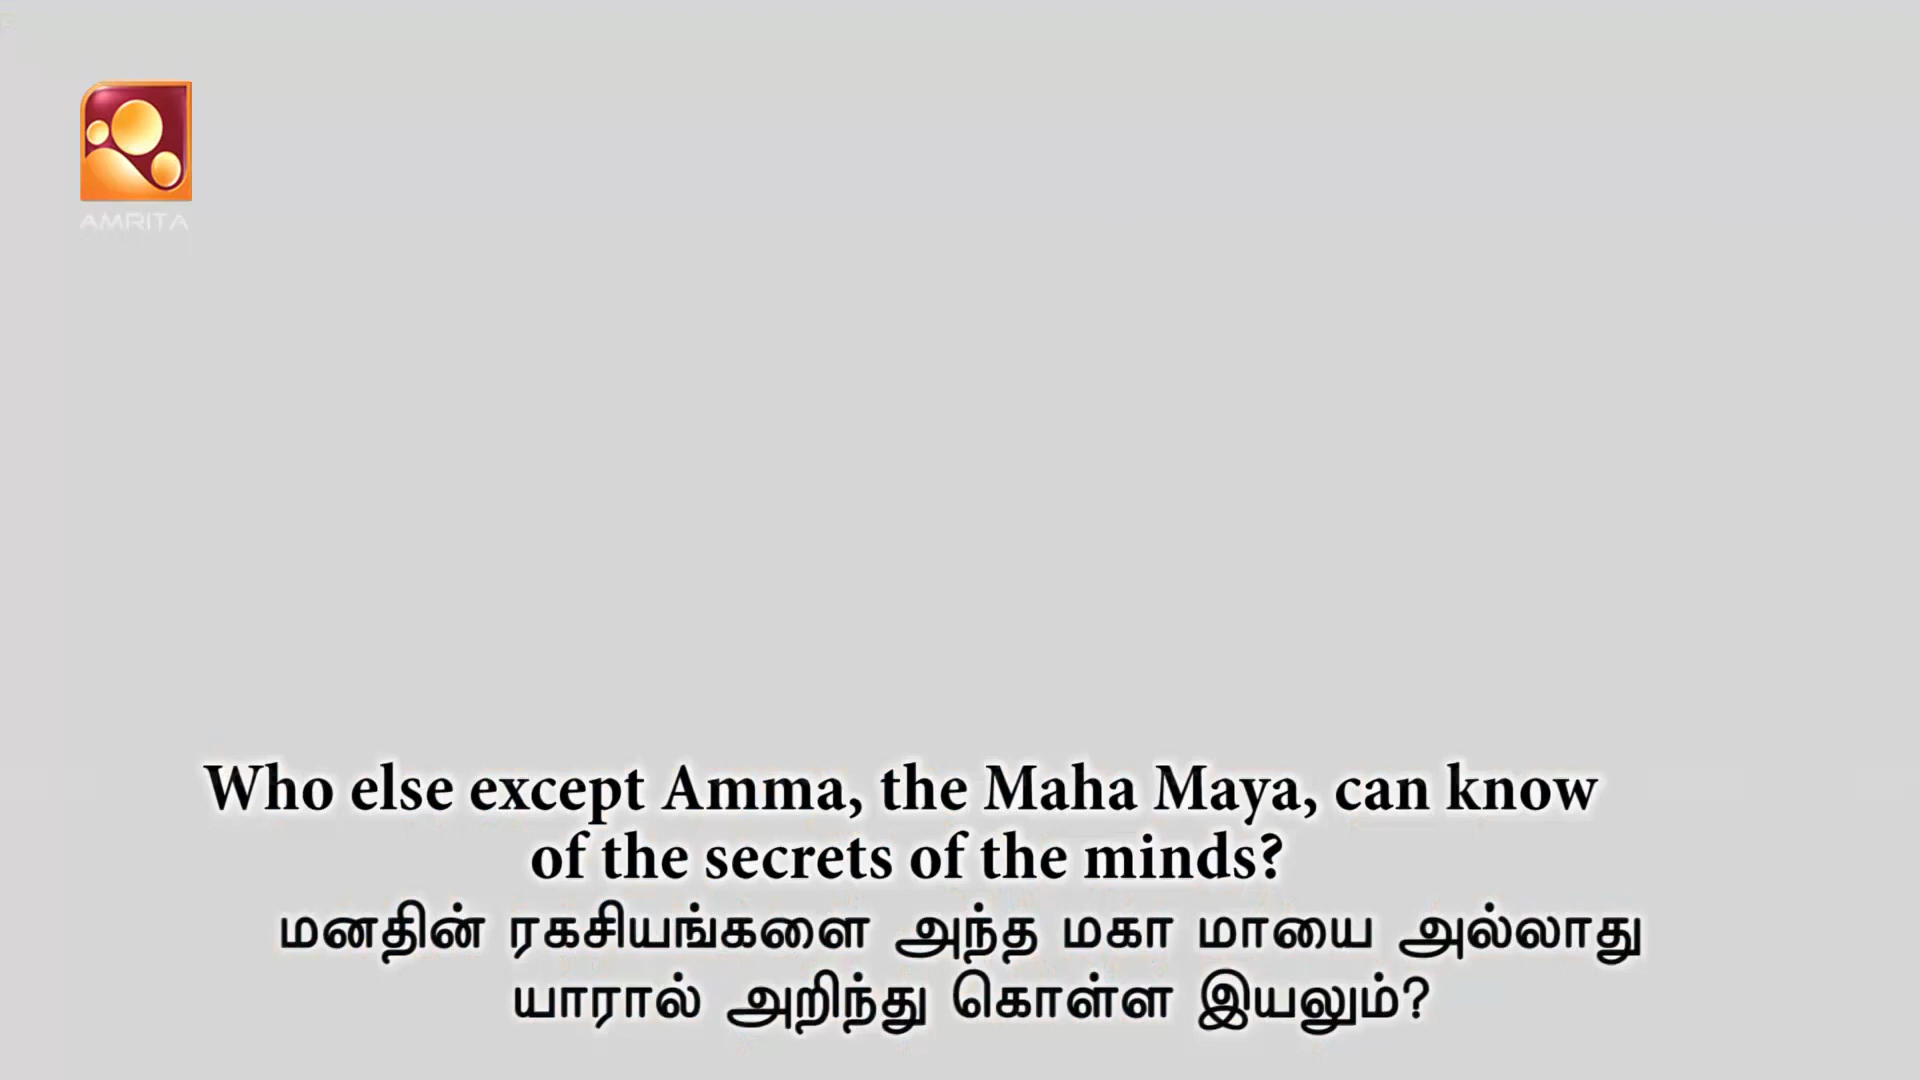 AMRITA
Who else except Amma, the Maha Maya, can know
of the secrets of the minds?
மனதின் ரகசியங்களை அந்த மகா மாயை அல்லாது
யாரால் அறிந்து கொள்ள இயலும்?